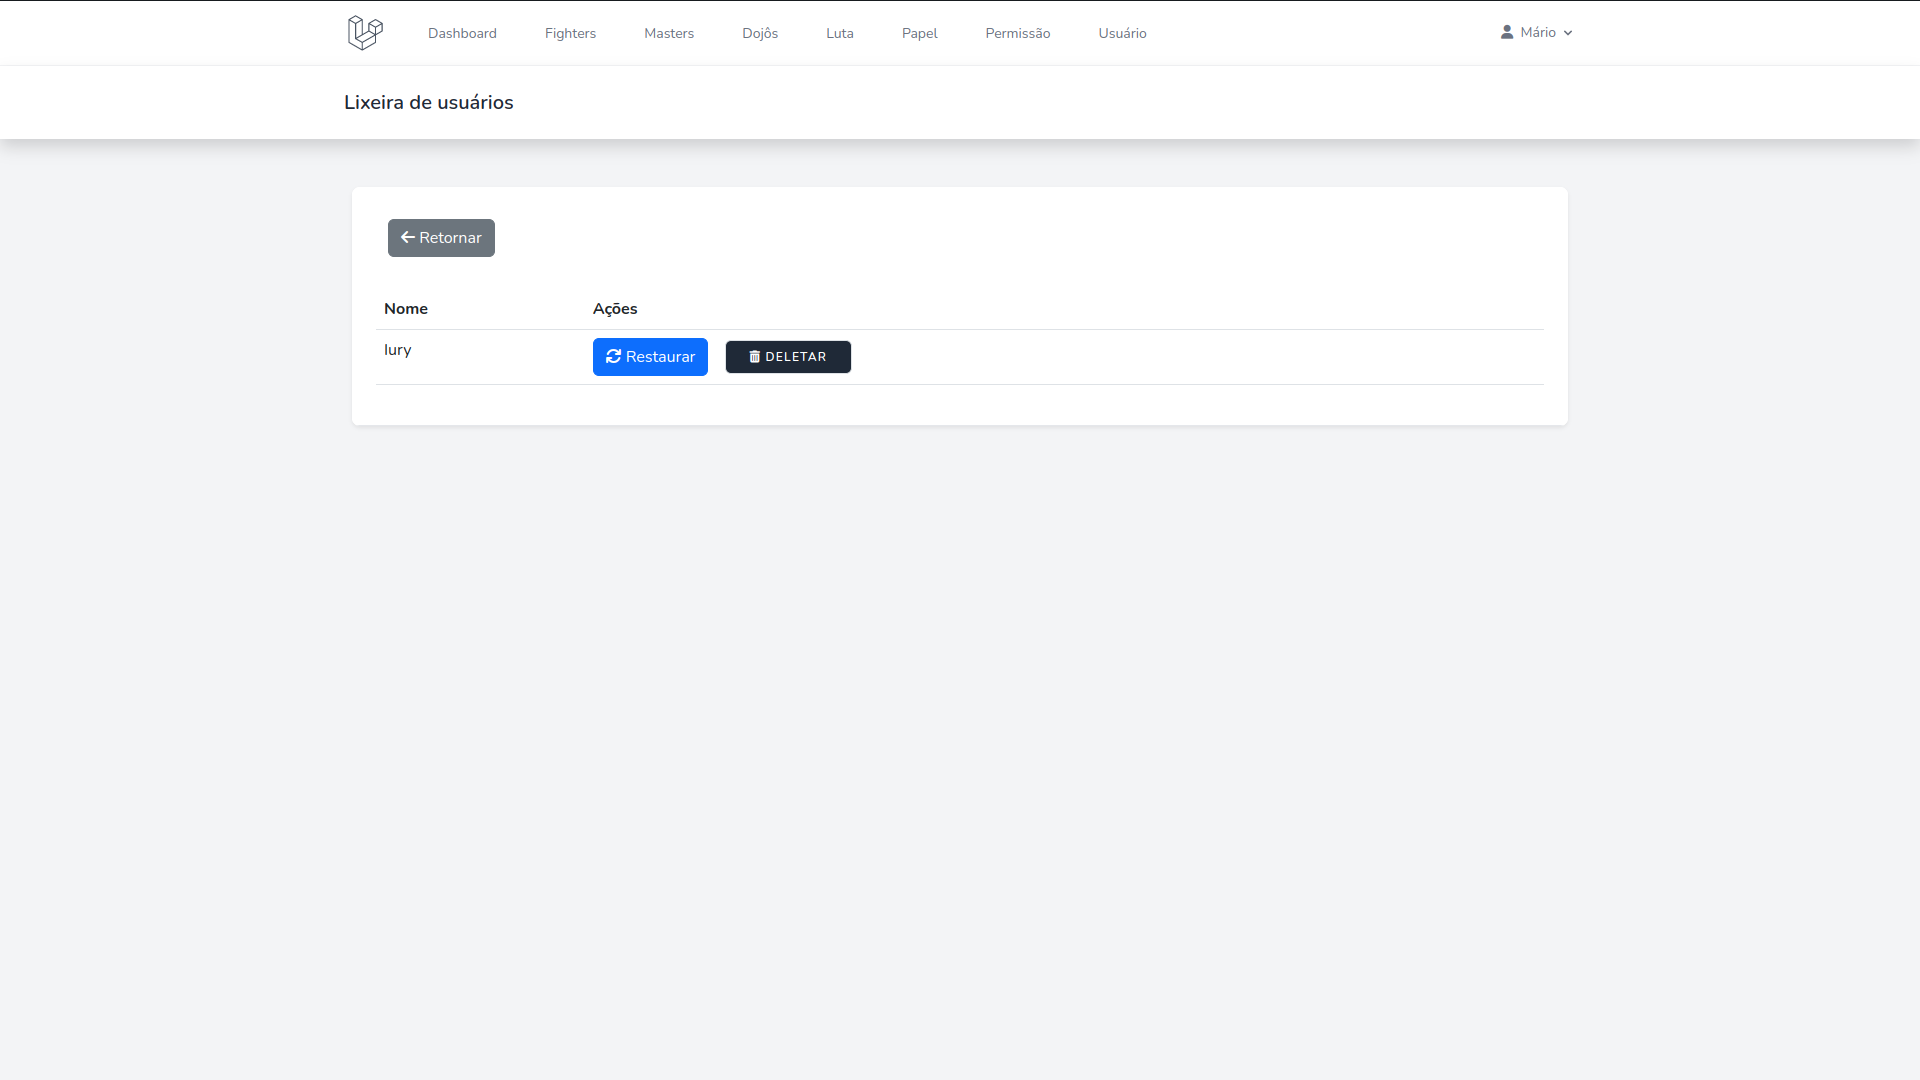 Dashboard Fighters Masters Dojôs Luta Papel Permissão Usuário Mário
Lixeira de usuários
Retornar
Nome Ações
Iury Restaurar DELETAR